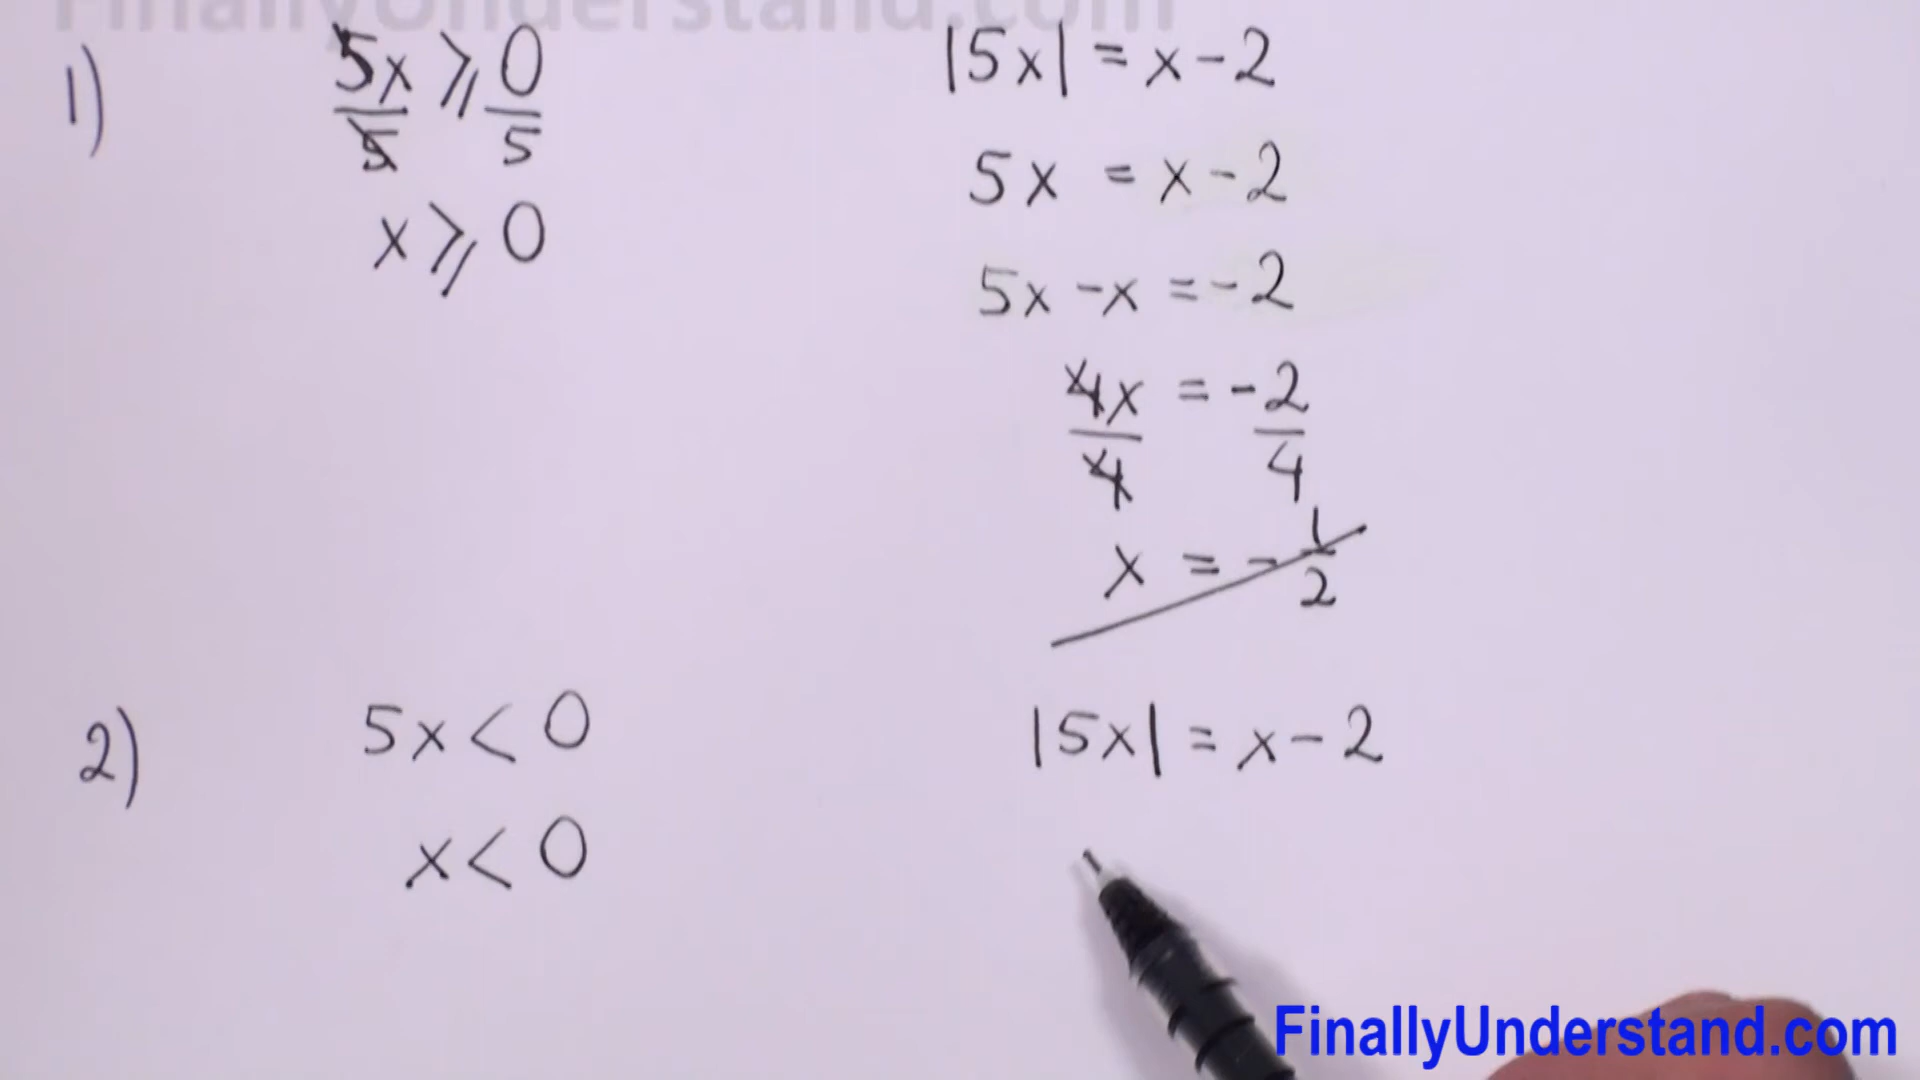 FinallyUnderstand.com
1)
5x ⩾ 0
5 5
x ⩾ 0
|5x| = x - 2
5x = x - 2
5x - x = - 2
4x = - 2
4 4
x = - 1
2
2)
5x < 0
x < 0
|5x| = x - 2
FinallyUnderstand.com